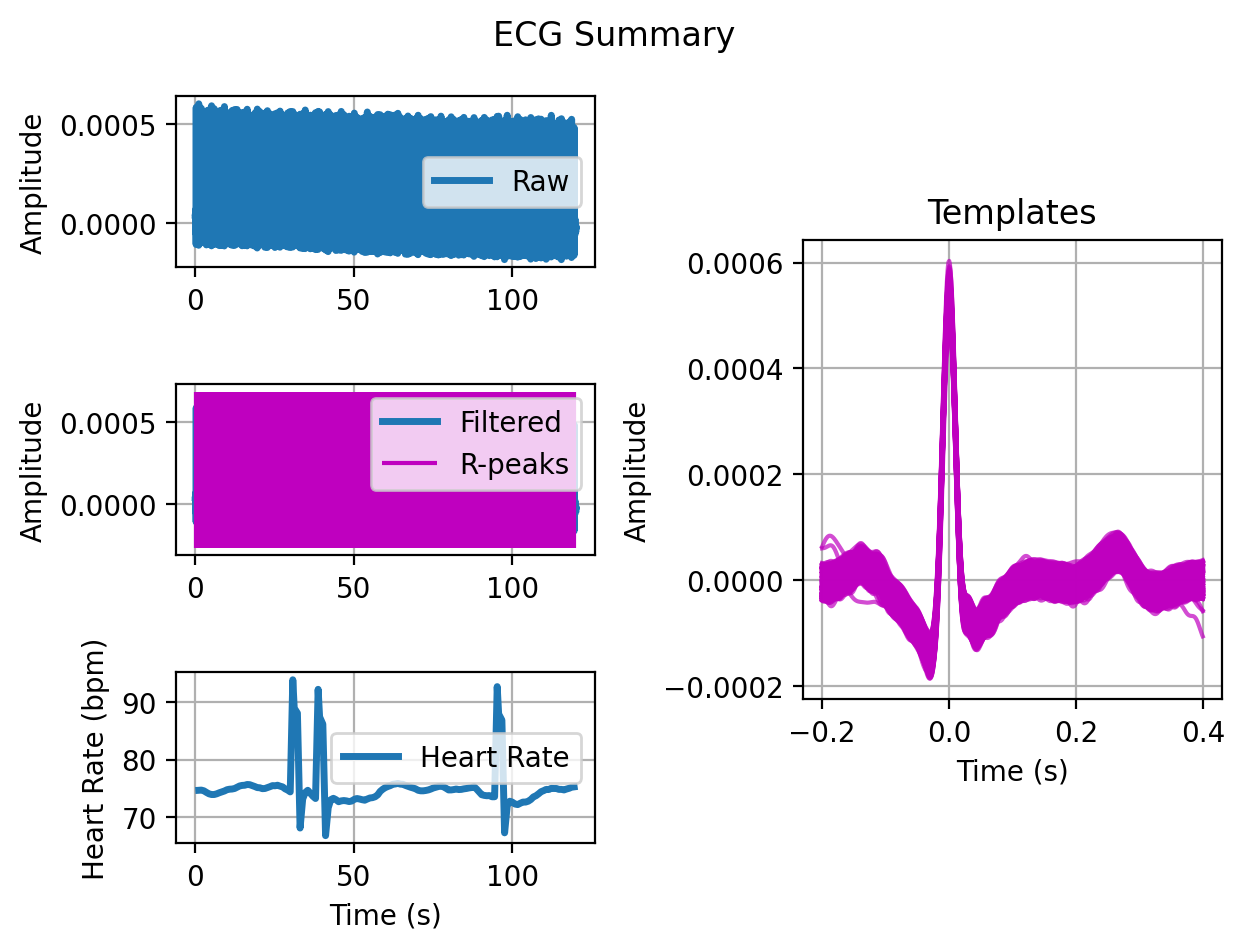 ECG Summary
Amplitude
0.0005
0.0000
Raw
0 50 100
Amplitude
0.0005
0.0000
Filtered
R-peaks
0 50 100
Heart Rate (bpm)
90
80
70
Heart Rate
0 50 100
Time (s)
Templates
Amplitude
0.0006
0.0004
0.0002
0.0000
−0.0002
−0.2 0.0 0.2 0.4
Time (s)